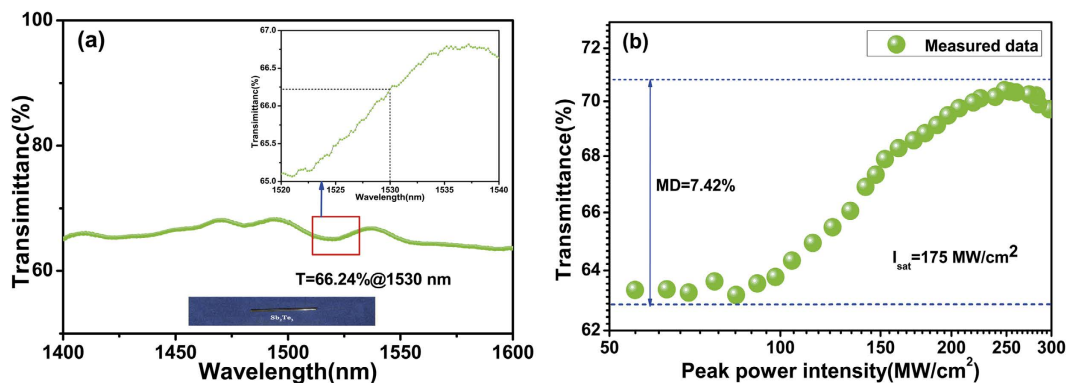 (a)
100
80
60
Transimittanc(%)
1400
1450
1500
1550
1600
Wavelength(nm)
67.0
66.5
66.0
65.5
65.0
Transimittanc(%)
1520
1525
1530
1535
1540
Wavelength(nm)
T=66.24%@1530 nm
Sb₂Te₃
(b)
Measured data
72
70
68
66
64
62
Transmittance(%)
MD=7.42%
I_sat=175 MW/cm²
50
100
150
200
250
300
Peak power intensity(MW/cm²)